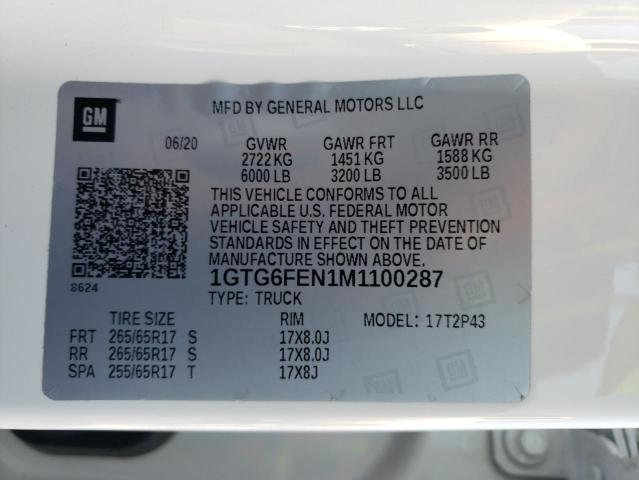 GM
MFD BY GENERAL MOTORS LLC
06/20 GVWR GAWR FRT GAWR RR
2722 KG 1451 KG 1588 KG
6000 LB 3200 LB 3500 LB
THIS VEHICLE CONFORMS TO ALL
APPLICABLE U.S. FEDERAL MOTOR
VEHICLE SAFETY AND THEFT PREVENTION
STANDARDS IN EFFECT ON THE DATE OF
MANUFACTURE SHOWN ABOVE.
8624 1GTG6FEN1M1100287
TYPE: TRUCK
TIRE SIZE RIM MODEL: 17T2P43
FRT 265/65R17 S 17X8.0J
RR 265/65R17 S 17X8.0J
SPA 255/65R17 T 17X8J